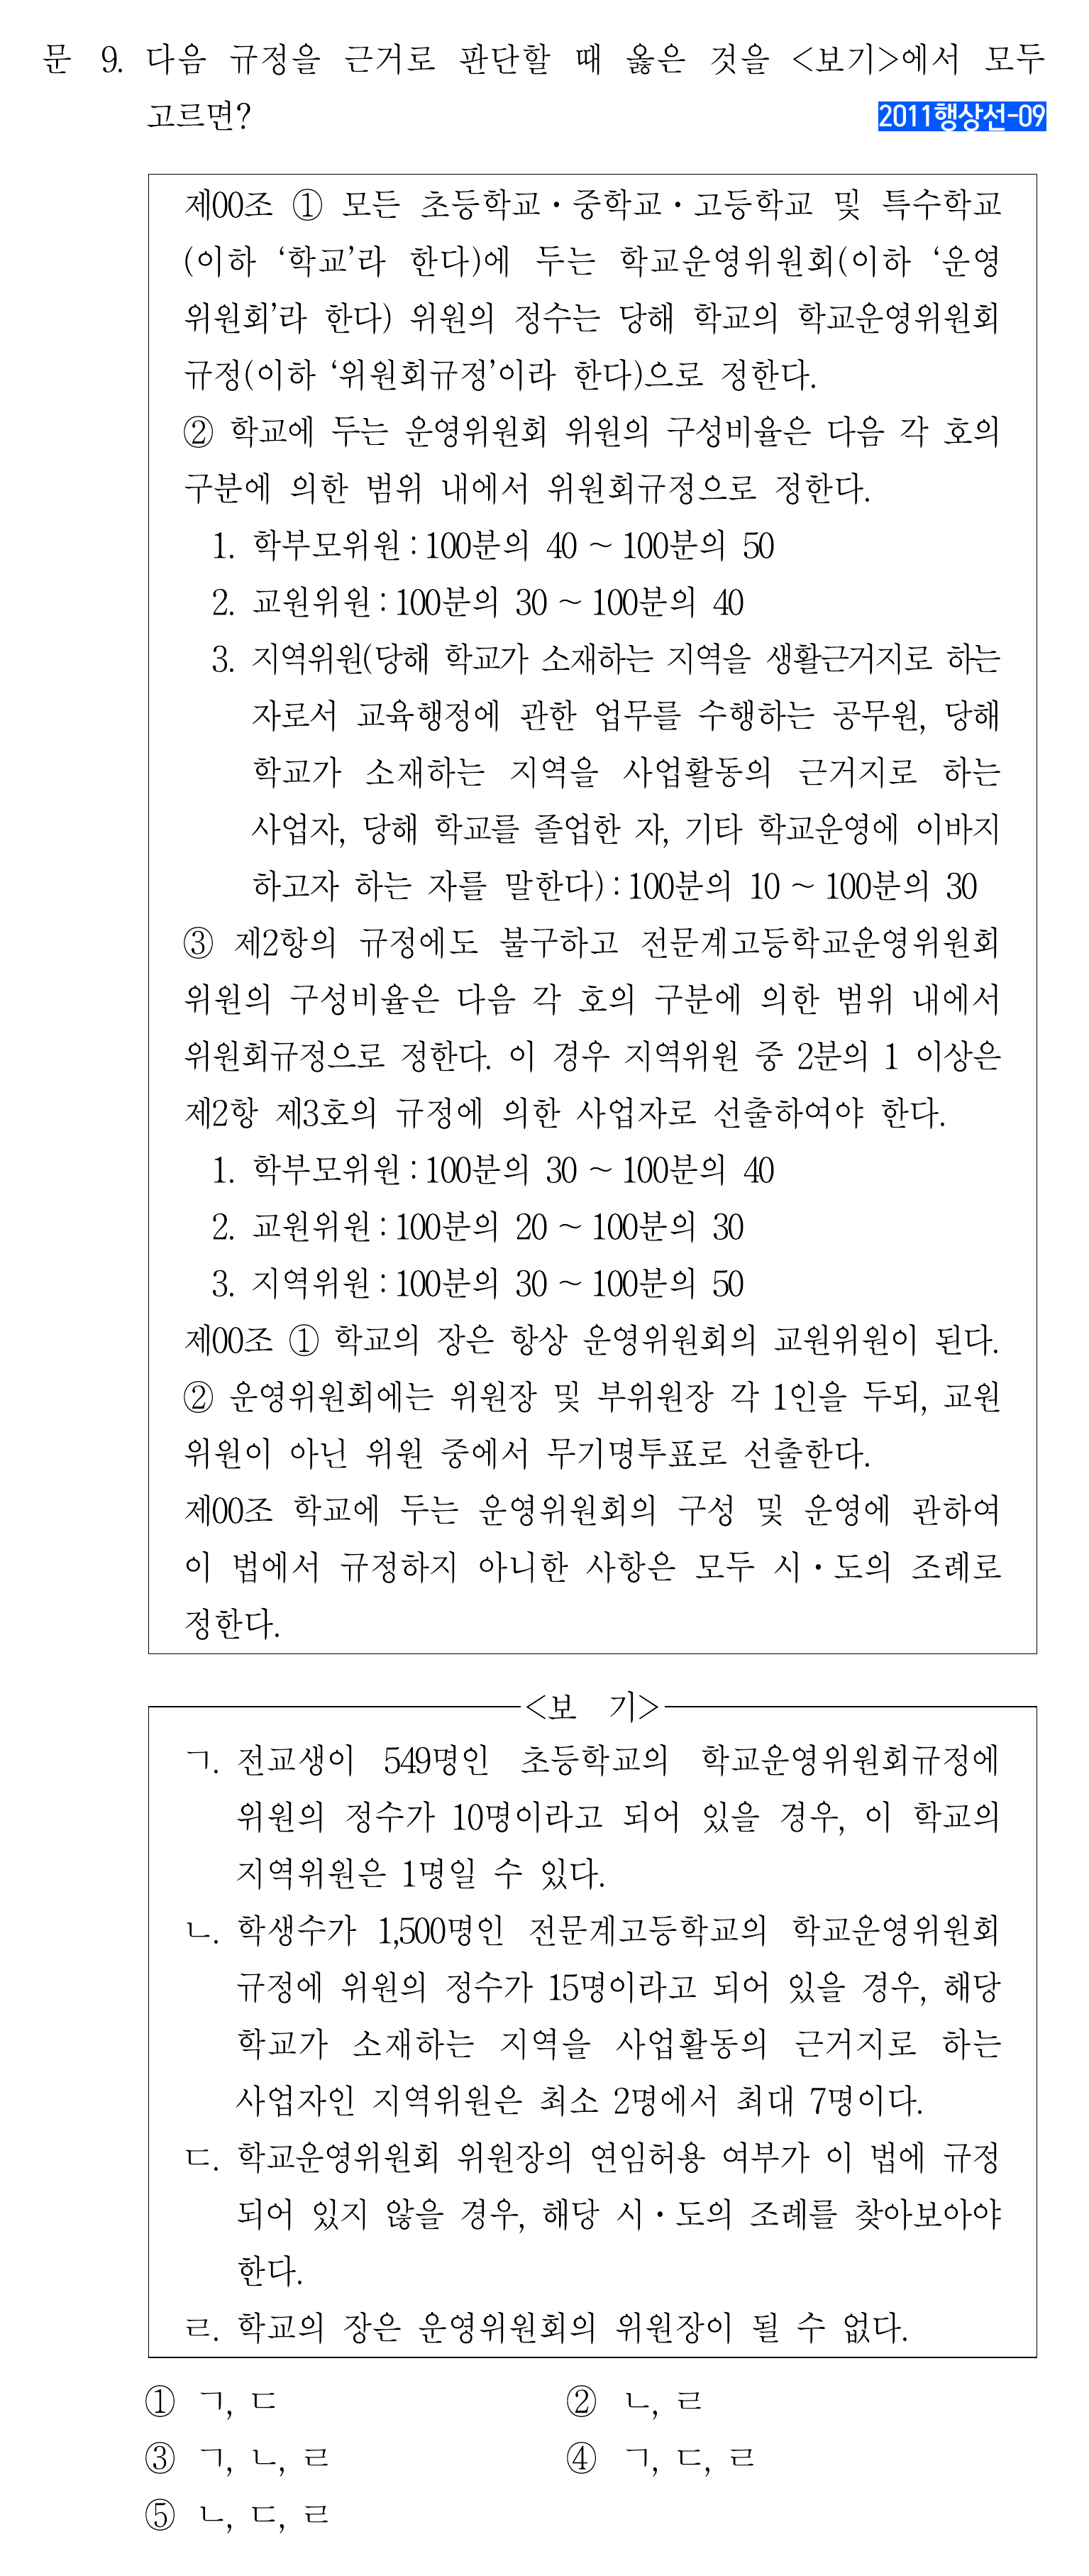 문 9. 다음 규정을 근거로 판단할 때 옳은 것을 <보기>에서 모두
고르면?
2011행상선-09
제00조 ① 모든 초등학교·중학교·고등학교 및 특수학교
(이하 ‘학교’라 한다)에 두는 학교운영위원회(이하 ‘운영
위원회’라 한다) 위원의 정수는 당해 학교의 학교운영위원회
규정(이하 ‘위원회규정’이라 한다)으로 정한다.
② 학교에 두는 운영위원회 위원의 구성비율은 다음 각 호의
구분에 의한 범위 내에서 위원회규정으로 정한다.
1. 학부모위원 : 100분의 40 ~ 100분의 50
2. 교원위원 : 100분의 30 ~ 100분의 40
3. 지역위원(당해 학교가 소재하는 지역을 생활근거지로 하는
자로서 교육행정에 관한 업무를 수행하는 공무원, 당해
학교가 소재하는 지역을 사업활동의 근거지로 하는
사업자, 당해 학교를 졸업한 자, 기타 학교운영에 이바지
하고자 하는 자를 말한다) : 100분의 10 ~ 100분의 30
③ 제2항의 규정에도 불구하고 전문계고등학교운영위원회
위원의 구성비율은 다음 각 호의 구분에 의한 범위 내에서
위원회규정으로 정한다. 이 경우 지역위원 중 2분의 1 이상은
제2항 제3호의 규정에 의한 사업자로 선출하여야 한다.
1. 학부모위원 : 100분의 30 ~ 100분의 40
2. 교원위원 : 100분의 20 ~ 100분의 30
3. 지역위원 : 100분의 30 ~ 100분의 50
제00조 ① 학교의 장은 항상 운영위원회의 교원위원이 된다.
② 운영위원회에는 위원장 및 부위원장 각 1인을 두되, 교원
위원이 아닌 위원 중에서 무기명투표로 선출한다.
제00조 학교에 두는 운영위원회의 구성 및 운영에 관하여
이 법에서 규정하지 아니한 사항은 모두 시·도의 조례로
정한다.
<보 기>
ㄱ. 전교생이 549명인 초등학교의 학교운영위원회규정에
위원의 정수가 10명이라고 되어 있을 경우, 이 학교의
지역위원은 1명일 수 있다.
ㄴ. 학생수가 1,500명인 전문계고등학교의 학교운영위원회
규정에 위원의 정수가 15명이라고 되어 있을 경우, 해당
학교가 소재하는 지역을 사업활동의 근거지로 하는
사업자인 지역위원은 최소 2명에서 최대 7명이다.
ㄷ. 학교운영위원회 위원장의 연임허용 여부가 이 법에 규정
되어 있지 않을 경우, 해당 시·도의 조례를 찾아보아야
한다.
ㄹ. 학교의 장은 운영위원회의 위원장이 될 수 없다.
① ㄱ, ㄷ ② ㄴ, ㄹ
③ ㄱ, ㄴ, ㄹ ④ ㄱ, ㄷ, ㄹ
⑤ ㄴ, ㄷ, ㄹ